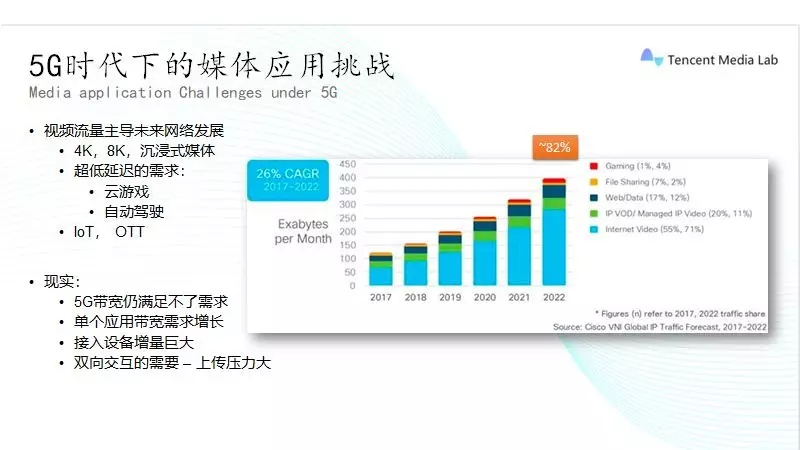 5G时代下的媒体应用挑战
Media application Challenges under 5G
Tencent Media Lab
• 视频流量主导未来网络发展
• 4K，8K，沉浸式媒体
• 超低延迟的需求：
• 云游戏
• 自动驾驶
• IoT， OTT
• 现实：
• 5G带宽仍满足不了需求
• 单个应用带宽需求增长
• 接入设备增量巨大
• 双向交互的需要 – 上传压力大
~82%
26% CAGR
2017-2022
Exabytes
per Month
450
400
350
300
250
200
150
100
50
0
2017 2018 2019 2020 2021 2022
Gaming (1%, 4%)
File Sharing (7%, 2%)
Web/Data (17%, 12%)
IP VOD/ Managed IP Video (20%, 11%)
Internet Video (55%, 71%)
* Figures (n) refer to 2017, 2022 traffic share
Source: Cisco VNI Global IP Traffic Forecast, 2017-2022